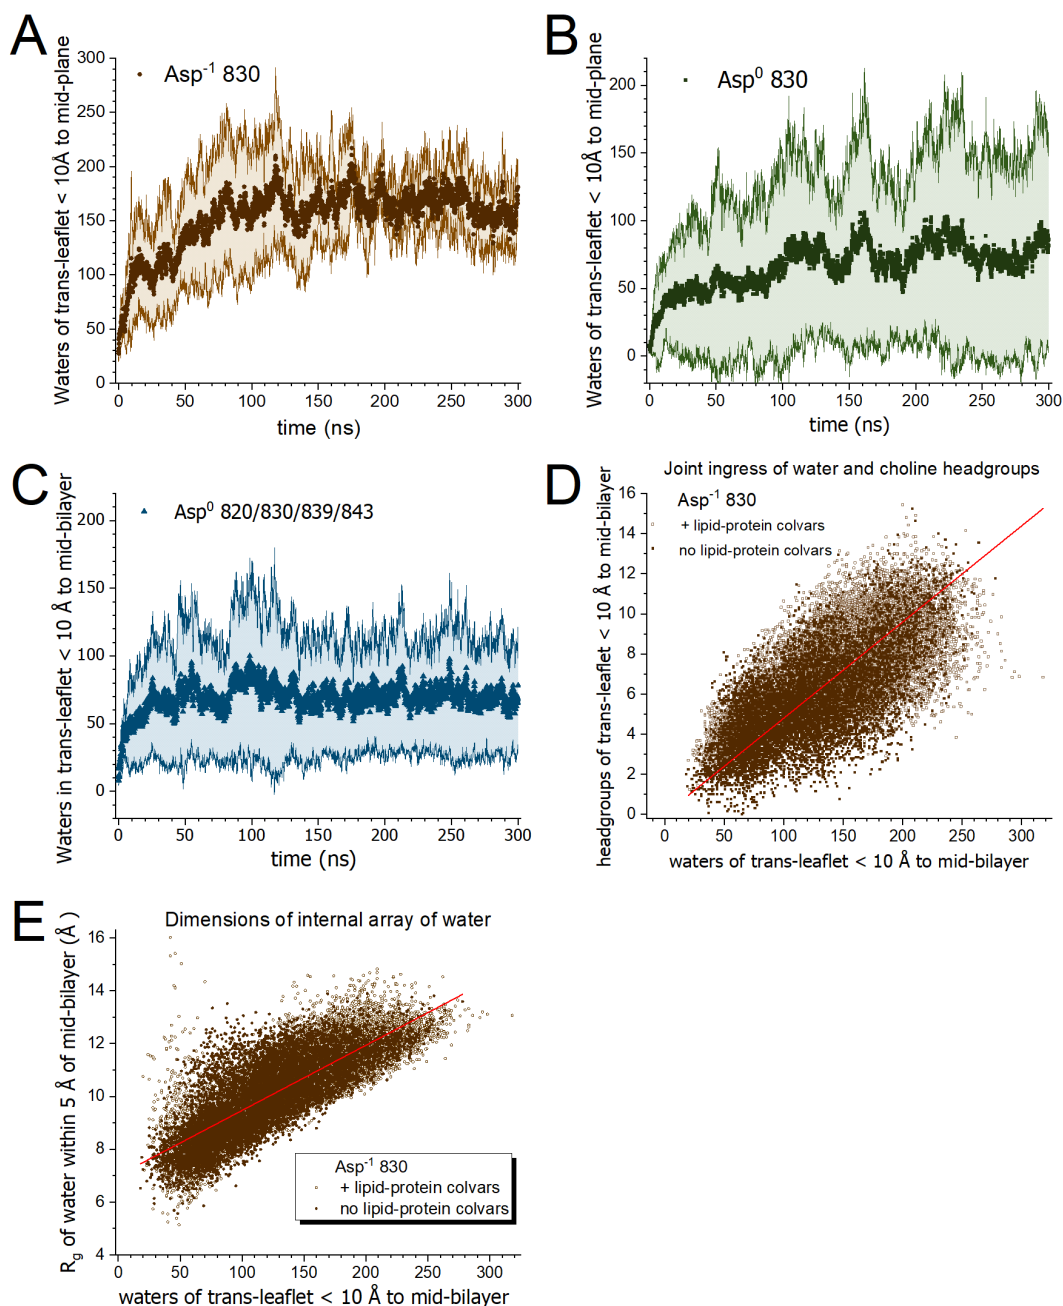 A
Waters of trans-leaflet < 10Å to mid-plane
300
250
200
150
100
50
0
Asp⁻¹ 830
0 50 100 150 200 250 300
time (ns)
B
Waters of trans-leaflet < 10Å to mid-plane
200
150
100
50
0
Asp⁰ 830
0 50 100 150 200 250 300
time (ns)
C
Waters in trans-leaflet < 10 Å to mid-bilayer
200
150
100
50
0
Asp⁰ 820/830/839/843
0 50 100 150 200 250 300
time (ns)
D
Joint ingress of water and choline headgroups
headgroups of trans-leaflet < 10 Å to mid-bilayer
16
14
12
10
8
6
4
2
0
Asp⁻¹ 830
+ lipid-protein colvars
no lipid-protein colvars
0 50 100 150 200 250 300
waters of trans-leaflet < 10 Å to mid-bilayer
E
Dimensions of internal array of water
R_g of water within 5 Å of mid-bilayer (Å )
16
14
12
10
8
6
4
Asp⁻¹ 830
+ lipid-protein colvars
no lipid-protein colvars
0 50 100 150 200 250 300
waters of trans-leaflet < 10 Å to mid-bilayer